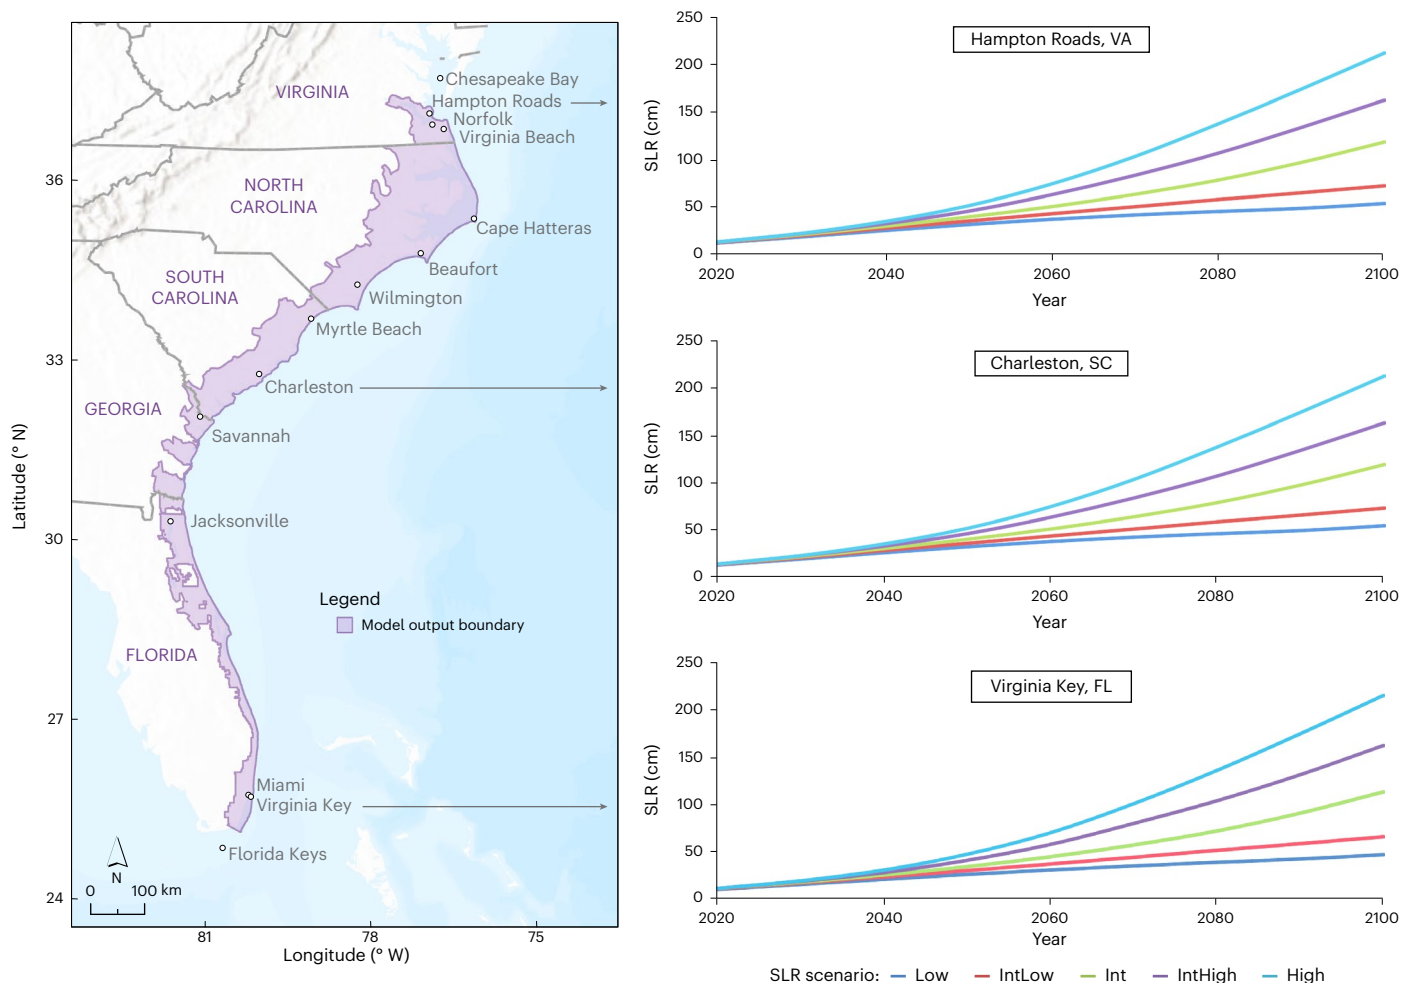 VIRGINIA
Chesapeake Bay
Hampton Roads
Norfolk
Virginia Beach
36
NORTH
CAROLINA
Cape Hatteras
Beaufort
SOUTH
CAROLINA
Wilmington
Myrtle Beach
33
Charleston
GEORGIA
Savannah
Latitude (° N)
30
Jacksonville
Legend
Model output boundary
FLORIDA
27
Miami
Virginia Key
Florida Keys
N
0 100 km
24
81 78 75
Longitude (° W)
Hampton Roads, VA
250
200
150
100
50
0
SLR (cm)
2020 2040 2060 2080 2100
Year
Charleston, SC
250
200
150
100
50
0
SLR (cm)
2020 2040 2060 2080 2100
Year
Virginia Key, FL
250
200
150
100
50
0
SLR (cm)
2020 2040 2060 2080 2100
Year
SLR scenario: Low IntLow Int IntHigh High